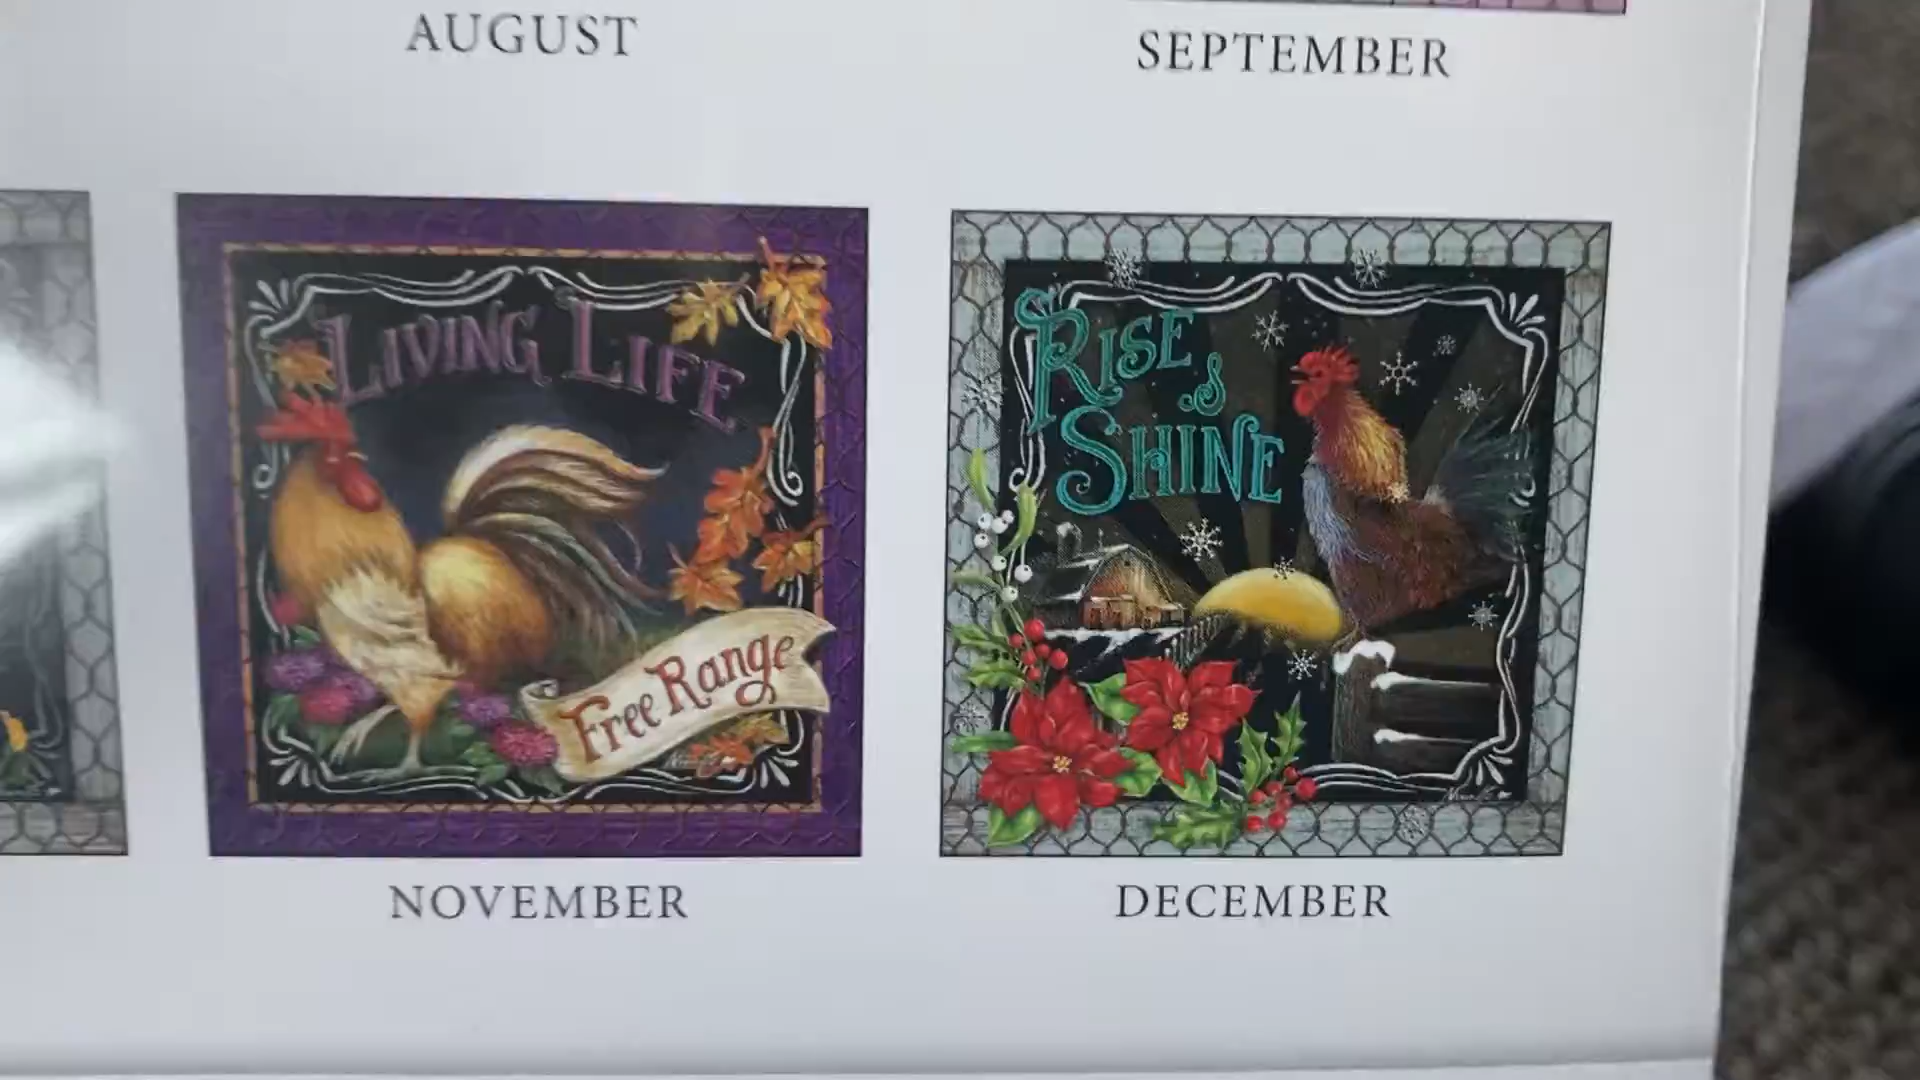 AUGUST
SEPTEMBER
LIVING LIFE
Free Range
NOVEMBER
RISE
&
SHINE
DECEMBER